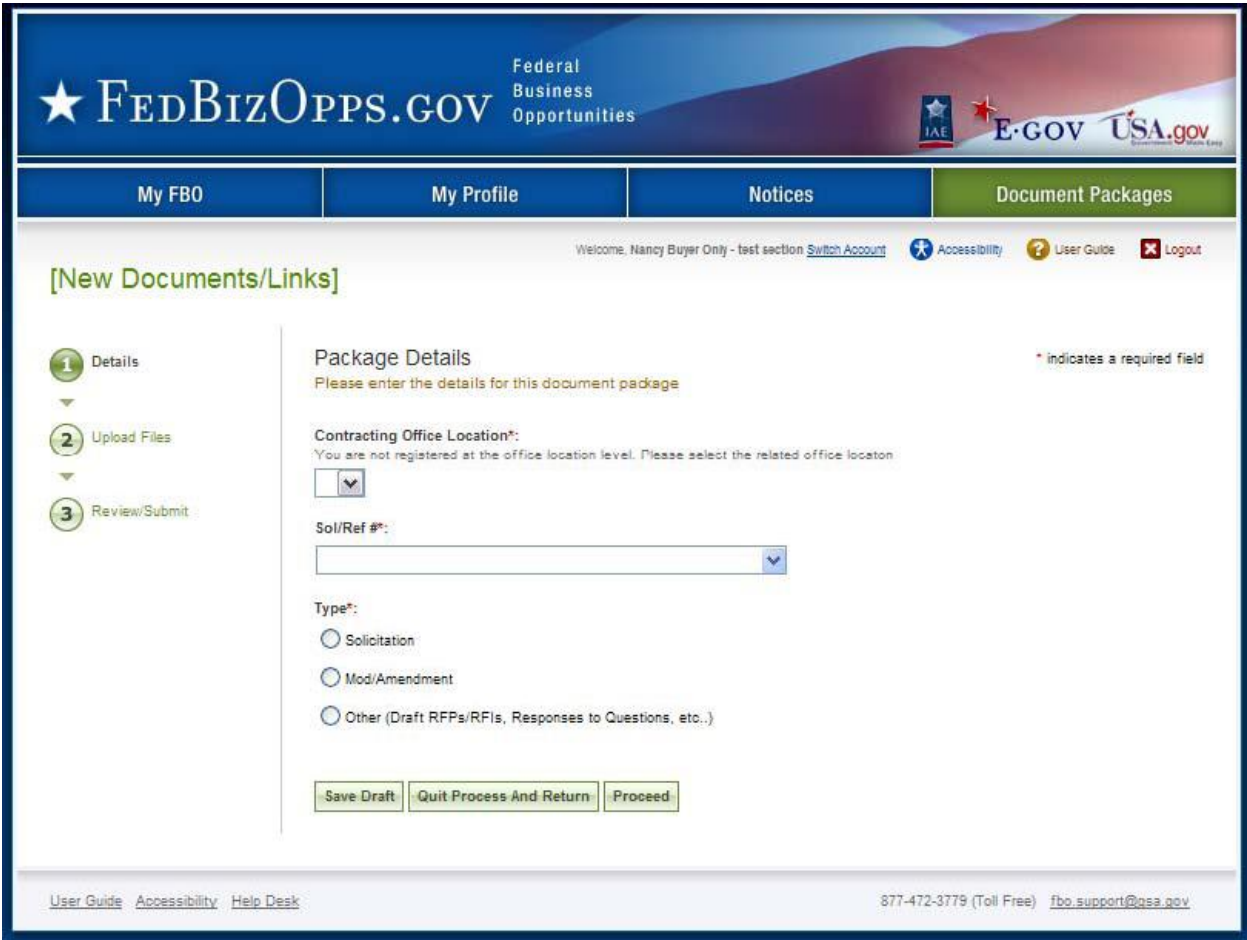 ★ FEDBIZOPPS.GOV
Federal
Business
Opportunities
IAE
E·GOV
USA.gov
Government Made Easy
My FBO
My Profile
Notices
Document Packages
Welcome, Nancy Buyer Only - test section Switch Account
Accessibility
User Guide
Logout
[New Documents/Links]
1 Details
2 Upload Files
3 Review/Submit
Package Details
* indicates a required field
Please enter the details for this document package
Contracting Office Location*:
You are not registered at the office location level. Please select the related office locaton
Sol/Ref #*:
Type*:
Solicitation
Mod/Amendment
Other (Draft RFPs/RFIs, Responses to Questions, etc..)
Save Draft
Quit Process And Return
Proceed
User Guide Accessibility Help Desk
877-472-3779 (Toll Free) fbo.support@gsa.gov